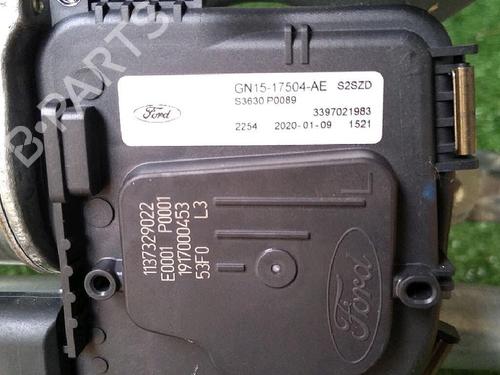 Ford
GN15-17504-AE S2SZD
S3630 P0089
3397021983
2254 2020-01-09 1521
1137329022
E0001 P0001
1917000453
53F0 L3
L
Ford
B-PARTS